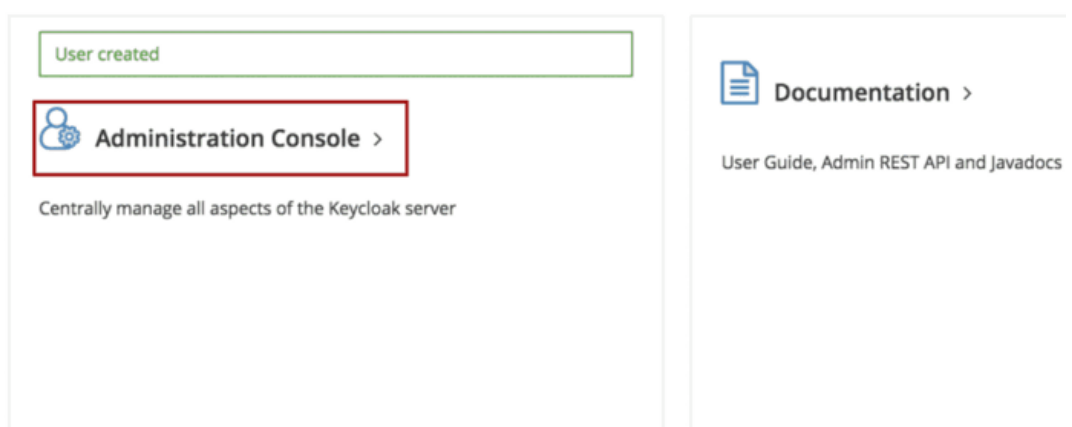 User created
Administration Console >
Centrally manage all aspects of the Keycloak server
Documentation >
User Guide, Admin REST API and Javadocs